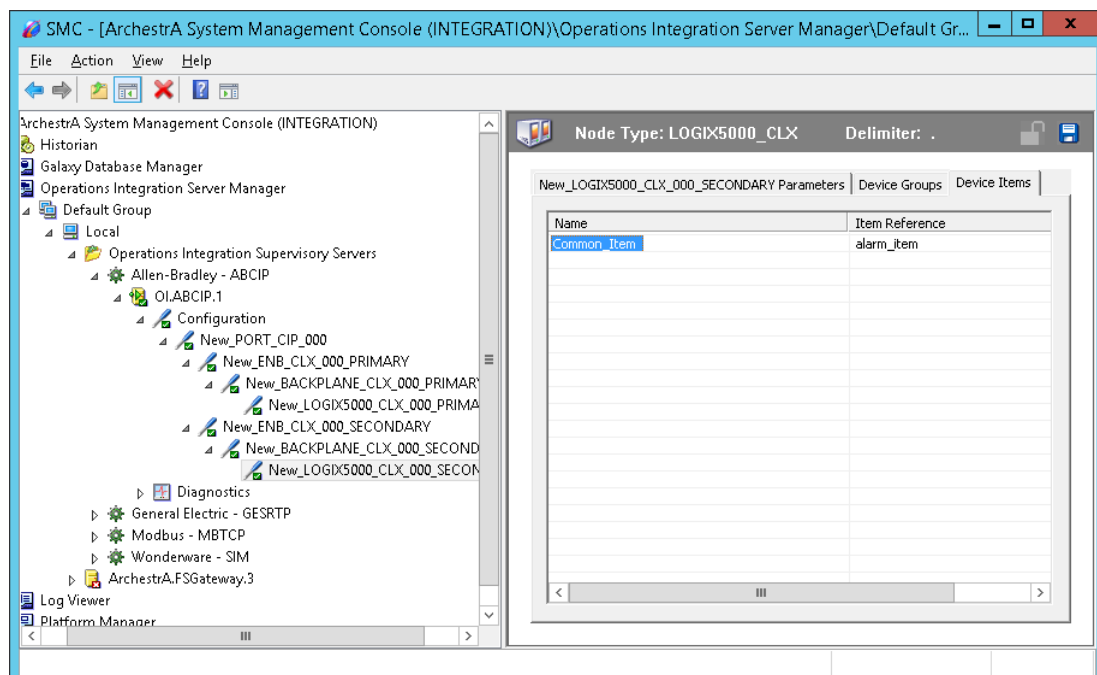 SMC - [ArchestrA System Management Console (INTEGRATION)\Operations Integration Server Manager\Default Gr...
File Action View Help
ArchestrA System Management Console (INTEGRATION)
Historian
Galaxy Database Manager
Operations Integration Server Manager
Default Group
Local
Operations Integration Supervisory Servers
Allen-Bradley - ABCIP
OI.ABCIP.1
Configuration
New_PORT_CIP_000
New_ENB_CLX_000_PRIMARY
New_BACKPLANE_CLX_000_PRIMARY
New_LOGIX5000_CLX_000_PRIMA
New_ENB_CLX_000_SECONDARY
New_BACKPLANE_CLX_000_SECOND
New_LOGIX5000_CLX_000_SECON
Diagnostics
General Electric - GESRTP
Modbus - MBTCP
Wonderware - SIM
ArchestrA.FSGateway.3
Log Viewer
Platform Manager
Node Type: LOGIX5000_CLX Delimiter: .
New_LOGIX5000_CLX_000_SECONDARY Parameters Device Groups Device Items
Name Item Reference
Common_Item alarm_item